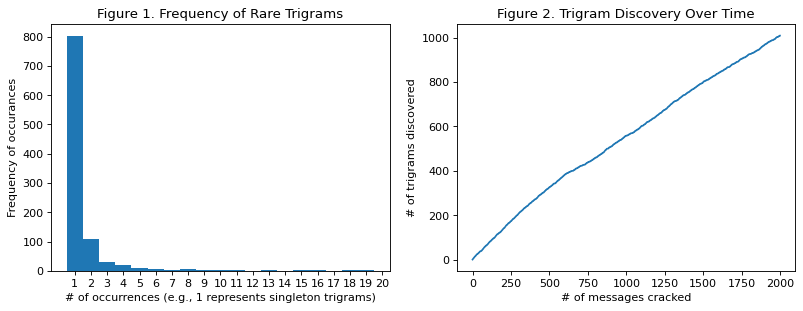 Figure 1. Frequency of Rare Trigrams
Frequency of occurances
800
700
600
500
400
300
200
100
0
1 2 3 4 5 6 7 8 9 10 11 12 13 14 15 16 17 18 19 20
# of occurrences (e.g., 1 represents singleton trigrams)
Figure 2. Trigram Discovery Over Time
# of trigrams discovered
1000
800
600
400
200
0
0 250 500 750 1000 1250 1500 1750 2000
# of messages cracked